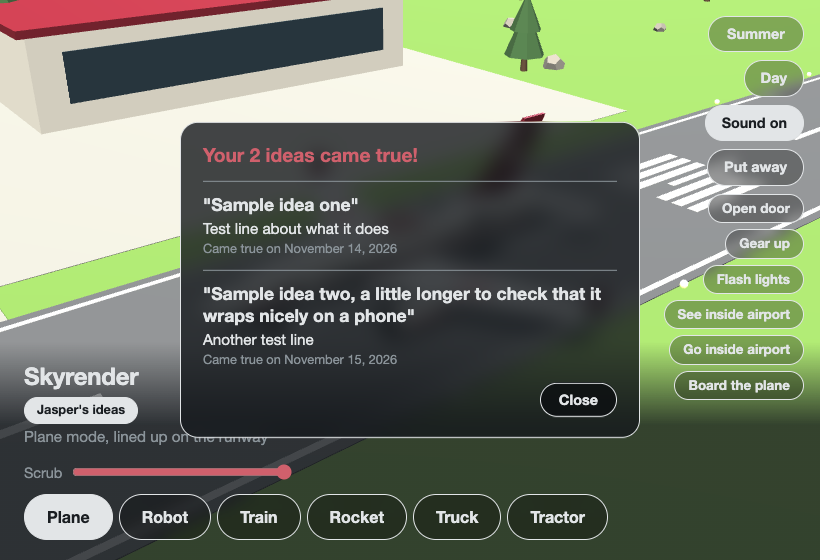 Summer
Day
Sound on
Put away
Open door
Gear up
Flash lights
See inside airport
Go inside airport
Board the plane
Your 2 ideas came true!
"Sample idea one"
Test line about what it does
Came true on November 14, 2026
"Sample idea two, a little longer to check that it
wraps nicely on a phone"
Another test line
Came true on November 15, 2026
Close
Skyrender
Jasper's ideas
Plane mode, lined up on the runway
Scrub
Plane
Robot
Train
Rocket
Truck
Tractor